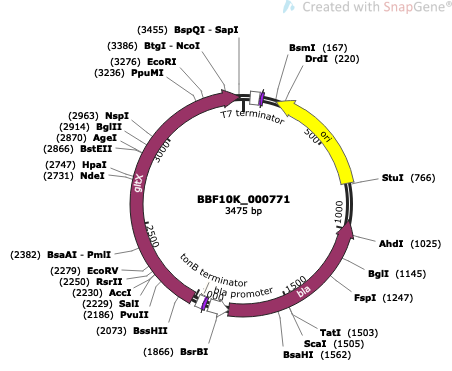 Created with SnapGene®
(3455) BspQI - SapI
(3386) BtgI - NcoI
(3276) EcoRI
(3236) PpuMI
BsmI (167)
DrdI (220)
T7 terminator
ori
500
(2963) NspI
(2914) BglII
(2870) AgeI
(2866) BstEII
(2747) HpaI
(2731) NdeI
3000
gltX
StuI (766)
BBF10K_000771
3475 bp
1000
2500
AhdI (1025)
BglI (1145)
FspI (1247)
(2382) BsaAI - PmlI
(2279) EcoRV
(2250) RsrII
(2230) AccI
(2229) SalI
(2186) PvuII
(2073) BssHII
(1866) BsrBI
tonB terminator
bla promoter
1500
bla
TatI (1503)
ScaI (1505)
BsaHI (1562)